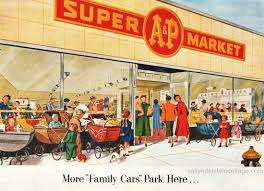 SUPER A&P MARKET
More "Family Cars" Park Here...